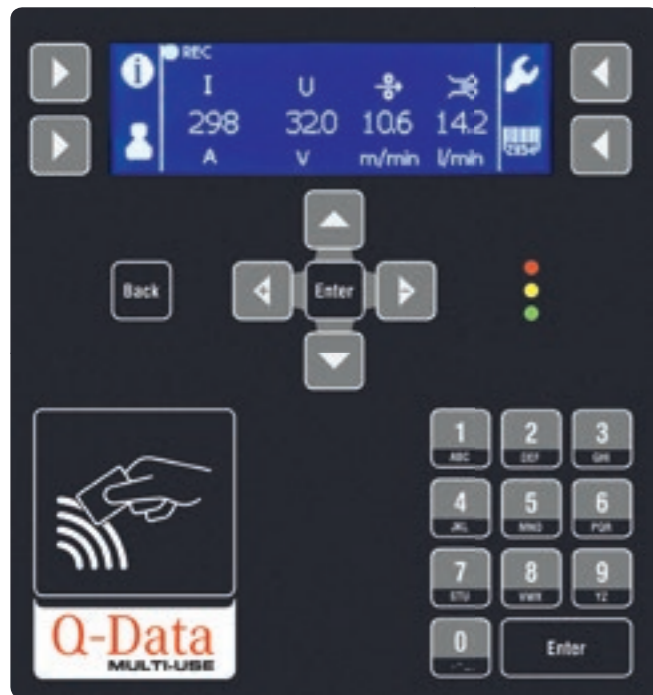 REC
I U
298 32.0 10.6 14.2
A V m/min l/min
Back
Enter
1 2 3
ABC DEF GHI
4 5 6
JKL MNO PQR
7 8 9
STU VWX YZ
0 Enter
Q-Data
MULTI-USE